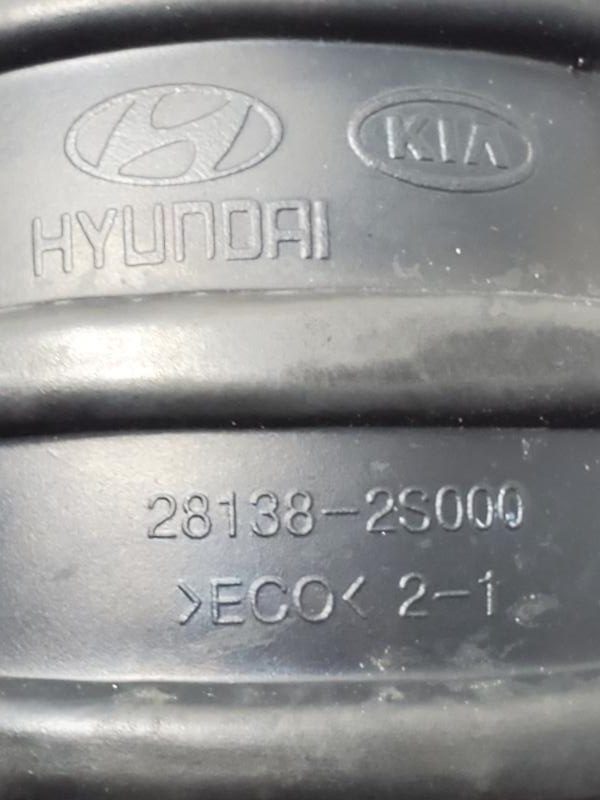 KIA
HYUNDAI
28138-2S000
>ECO< 2-1